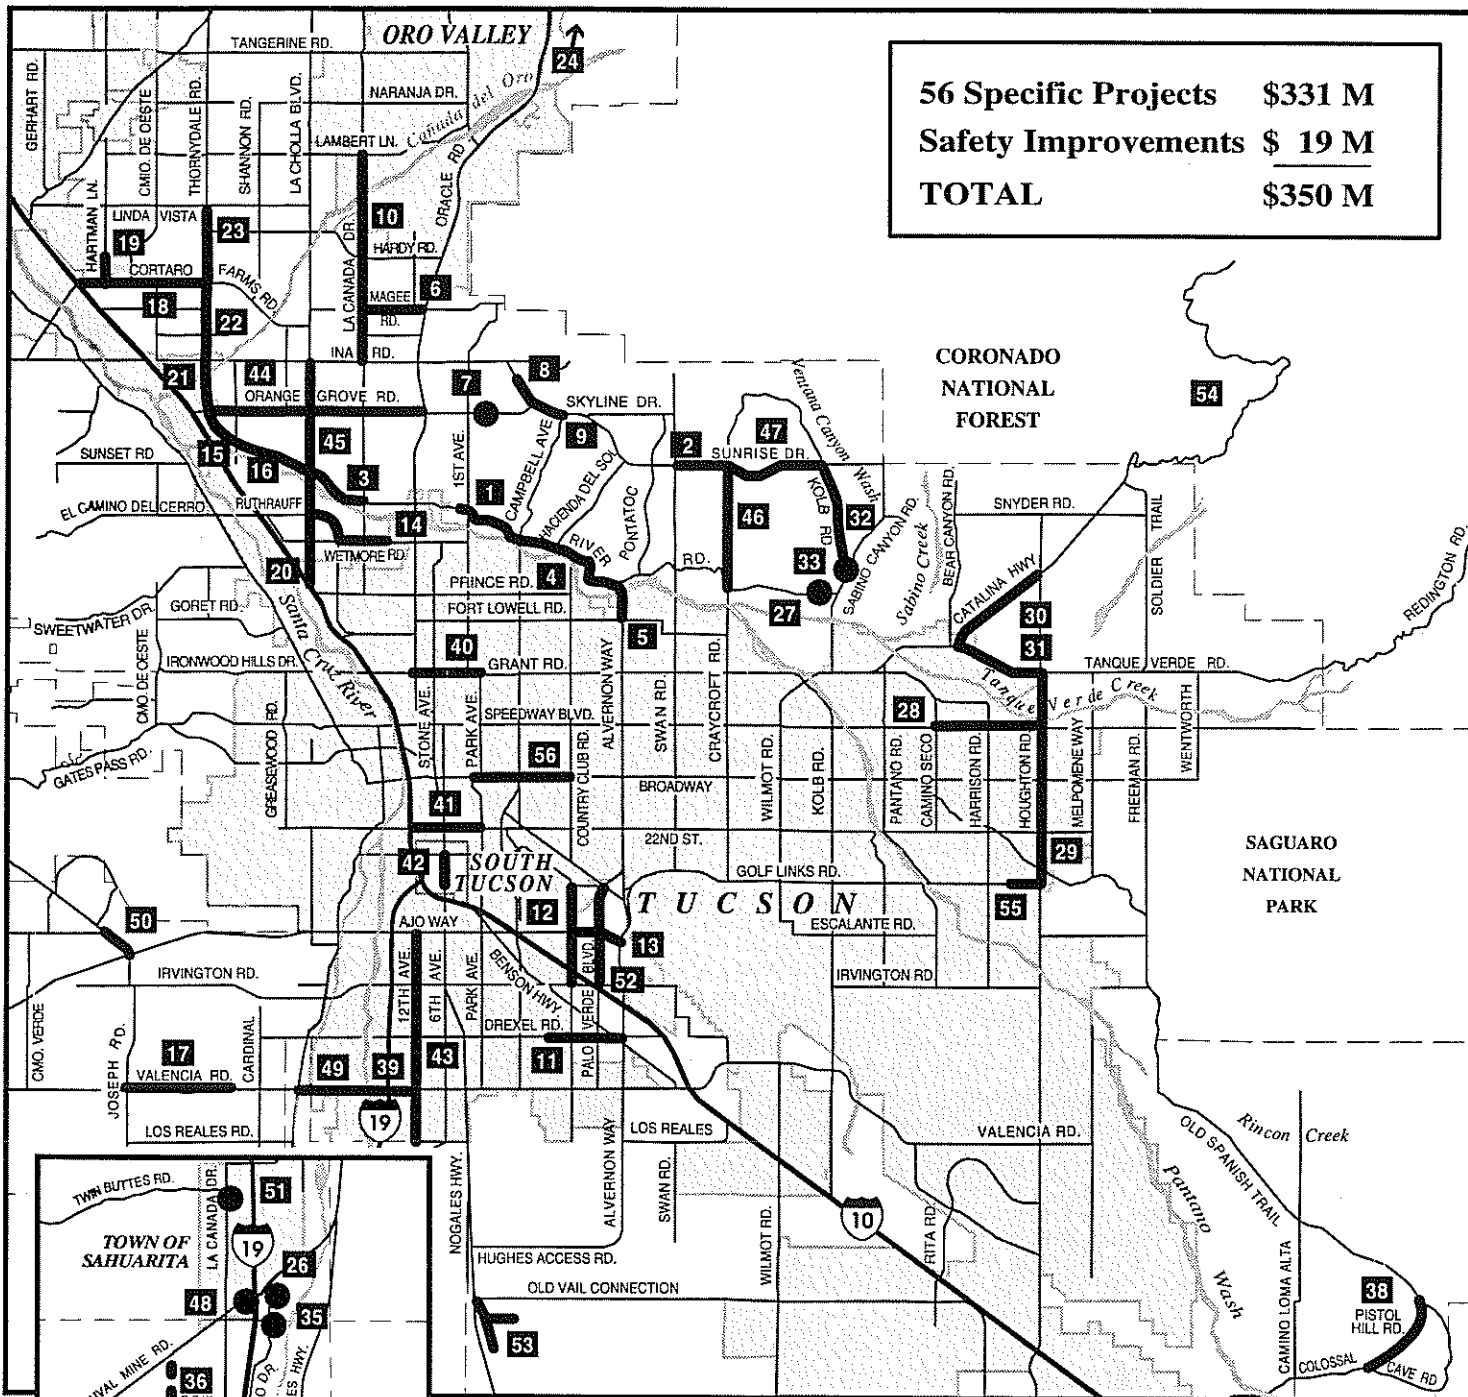 ORO VALLEY
24
TANGERINE RD.
56 Specific Projects $331 M
Safety Improvements $ 19 M
TOTAL $350 M
GERHART RD.
CMIO. DE OESTE
THORNYDALE RD.
SHANNON RD.
LA CHOLLA BLVD.
NARANJA DR.
Cañada del Oro
LAMBERT LN.
ORACLE RD
HARTMAN LN.
LINDA VISTA
23
10
19
LA CANADA DR.
HARDY RD.
CORTARO
FARMS RD.
6
MAGEE
RD.
18
22
INA RD.
CORONADO
NATIONAL
FOREST
54
21
44
7
8
ORANGE GROVE RD.
SKYLINE DR.
Ventana Canyon Wash
15
45
1ST AVE.
CAMPBELL AVE
9
2
47
SUNRISE DR.
SUNSET RD
16
3
HACIENDA DEL SOL
PONTATOC
KOLB RD
1
EL CAMINO DEL CERRO
RUTHRAUFF
14
RIVER
RD.
46
32
SABINO CANYON RD.
Sabino Creek
BEAR CANYON RD.
SNYDER RD.
SOLDIER TRAIL
REDINGTON RD.
WETMORE RD.
20
PRINCE RD.
4
33
CATALINA HWY
SWEETWATER DR.
GORET RD.
FORT LOWELL RD.
27
30
Santa Cruz River
5
IRONWOOD HILLS DR.
40
GRANT RD.
31
TANQUE VERDE RD.
CMO. DE OESTE
Tanque Verde Creek
STONE AVE.
PARK AVE.
SPEEDWAY BLVD.
ALVERNON WAY
SWAN RD.
CRAYCROFT RD.
28
GREASEWOOD RD.
GATES PASS RD.
56
COUNTRY CLUB RD.
BROADWAY
WILMOT RD.
KOLB RD.
PANTANO RD.
CAMINO SECO
HARRISON RD.
HOUGHTON RD.
MELPOMENE WAY
FREEMAN RD.
WENTWORTH
41
22ND ST.
SAGUARO
NATIONAL
PARK
42
SOUTH
TUCSON
GOLF LINKS RD.
29
TUCSON
55
50
12
AJO WAY
ESCALANTE RD.
13
IRVINGTON RD.
12TH AVE.
6TH AVE.
PARK AVE.
BENSON HWY
PALO VERDE BLVD.
52
IRVINGTON RD.
CMO. VERDE
JOSEPH RD.
CARDINAL
DREXEL RD.
17
49
39
43
11
VALENCIA RD.
19
LOS REALES RD.
LOS REALES
VALENCIA RD.
OLD SPANISH TRAIL
Rincon Creek
TWIN BUTTES RD.
LA CANADA DR.
51
NOGALES HWY.
ALVERNON WAY
SWAN RD.
WILMOT RD.
10
RITA RD.
Pantano Wash
TOWN OF
SAHUARITA
19
HUGHES ACCESS RD.
26
OLD VAIL CONNECTION
48
35
53
CAMINO LOMA ALTA
38
PISTOL
HILL RD.
COLOSSAL CAVE RD
UVAL MINE RD.
36
O DR.
ES HWY.